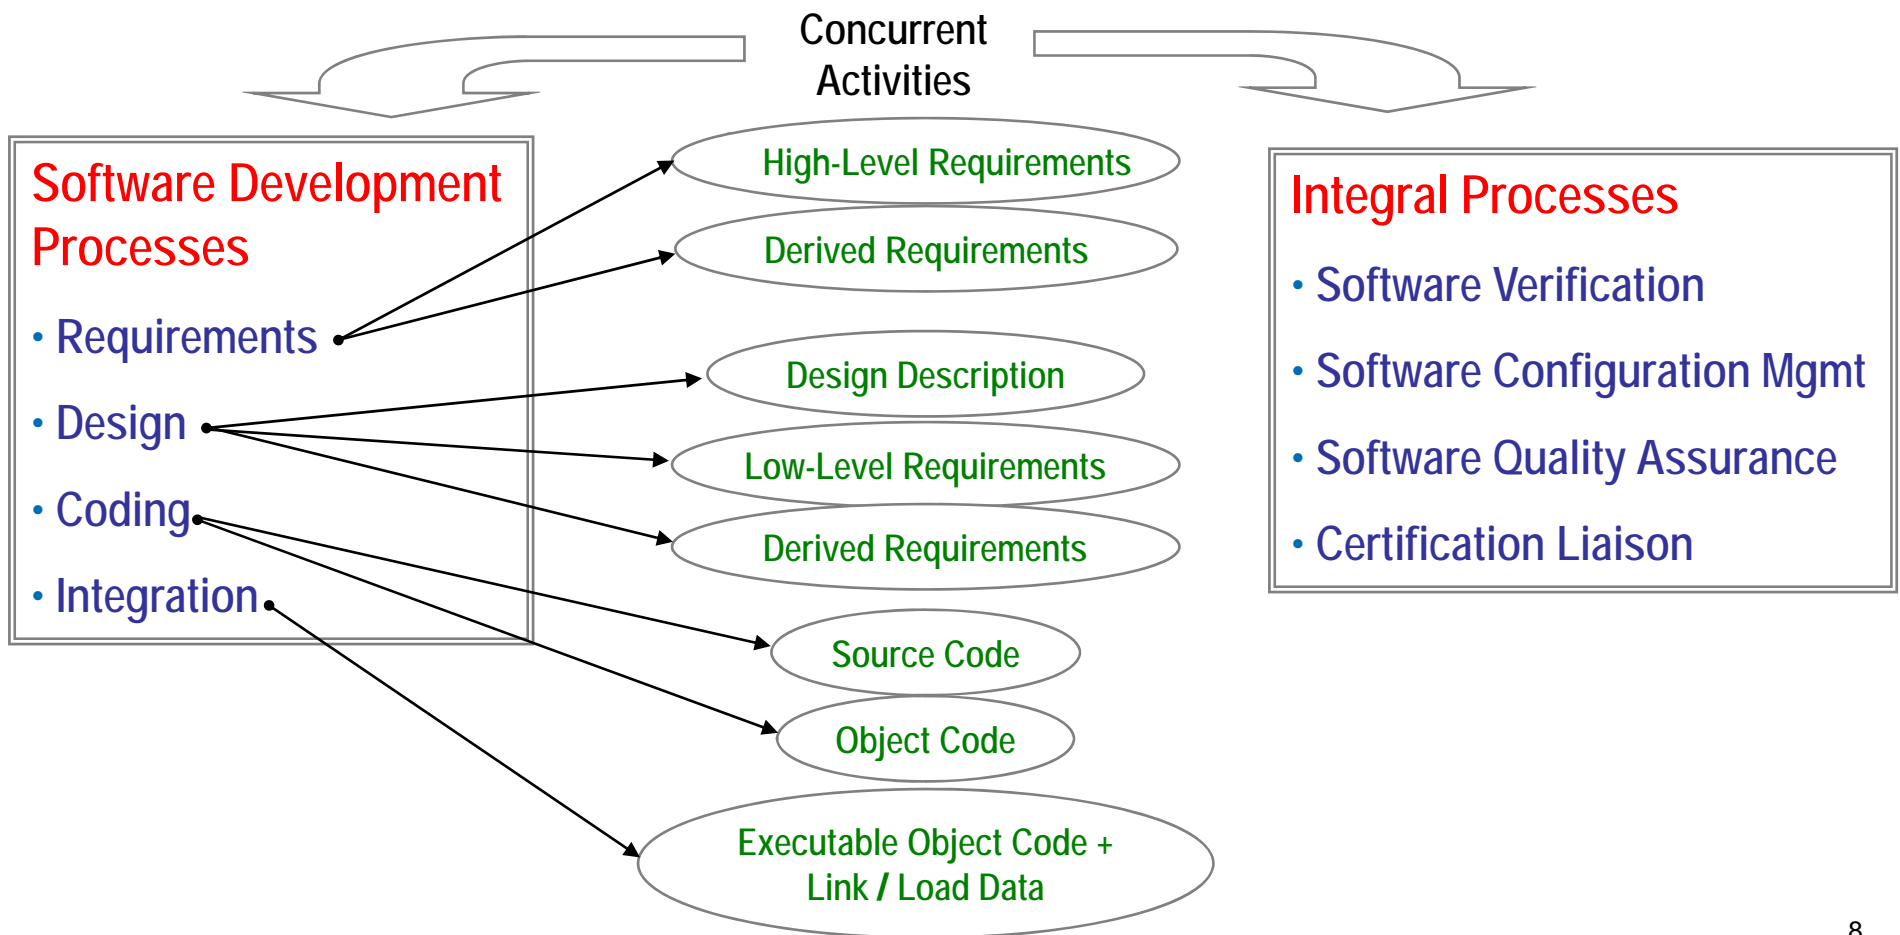 Concurrent
Activities
Software Development
Processes
• Requirements
• Design
• Coding
• Integration
High-Level Requirements
Derived Requirements
Design Description
Low-Level Requirements
Derived Requirements
Source Code
Object Code
Executable Object Code +
Link / Load Data
Integral Processes
• Software Verification
• Software Configuration Mgmt
• Software Quality Assurance
• Certification Liaison
8